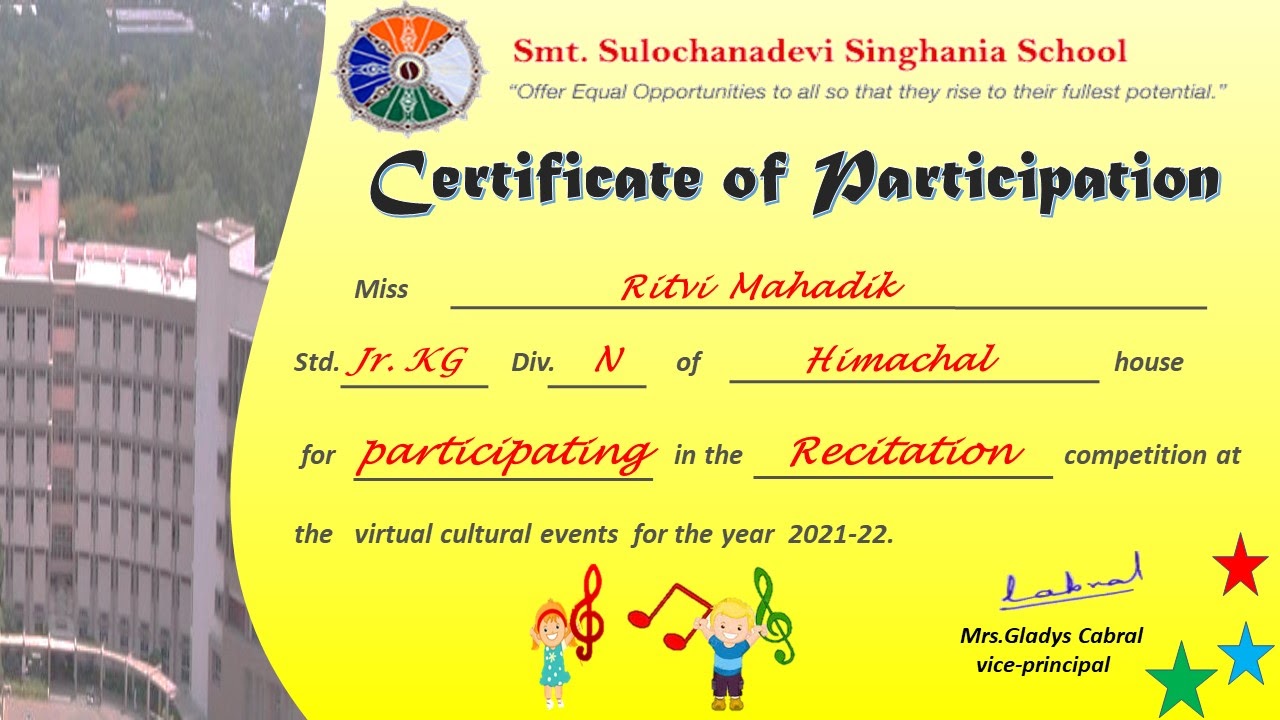 Smt. Sulochanadevi Singhania School
“Offer Equal Opportunities to all so that they rise to their fullest potential.”
Certificate of Participation
Miss Ritvi Mahadik
Std. Jr. KG Div. N of Himachal house
for participating in the Recitation competition at
the virtual cultural events for the year 2021-22.
Cabral
Mrs.Gladys Cabral
vice-principal